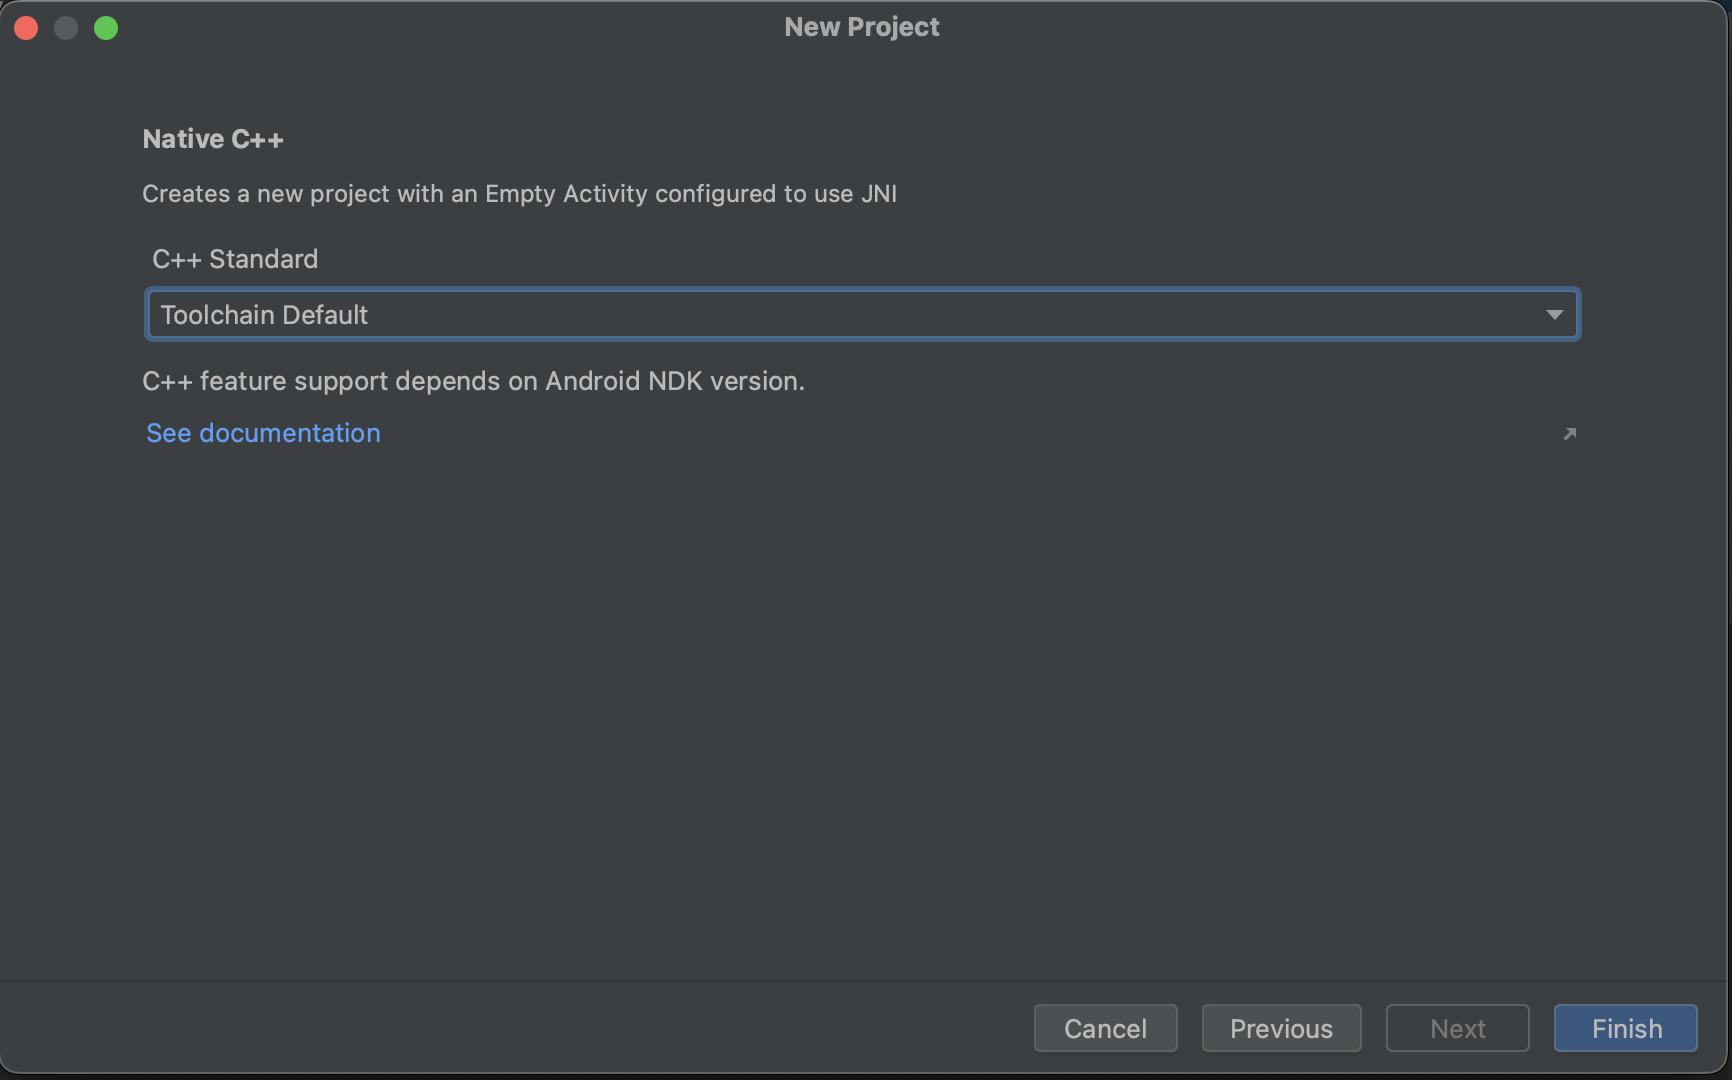 New Project
Native C++
Creates a new project with an Empty Activity configured to use JNI
C++ Standard
Toolchain Default
C++ feature support depends on Android NDK version.
See documentation
Cancel
Previous
Next
Finish